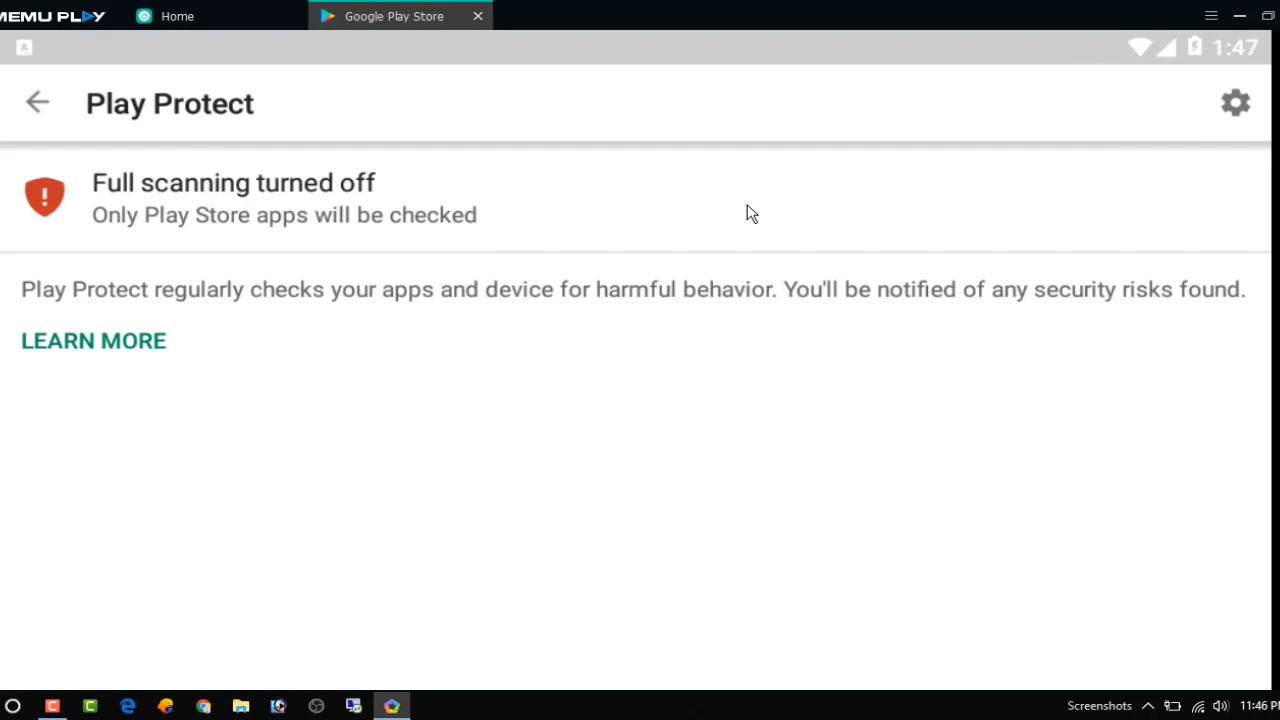 MEMU PLAY
Home
Google Play Store
A
1:47
Play Protect
Full scanning turned off
Only Play Store apps will be checked
Play Protect regularly checks your apps and device for harmful behavior. You'll be notified of any security risks found.
LEARN MORE
Screenshots
11:46 P